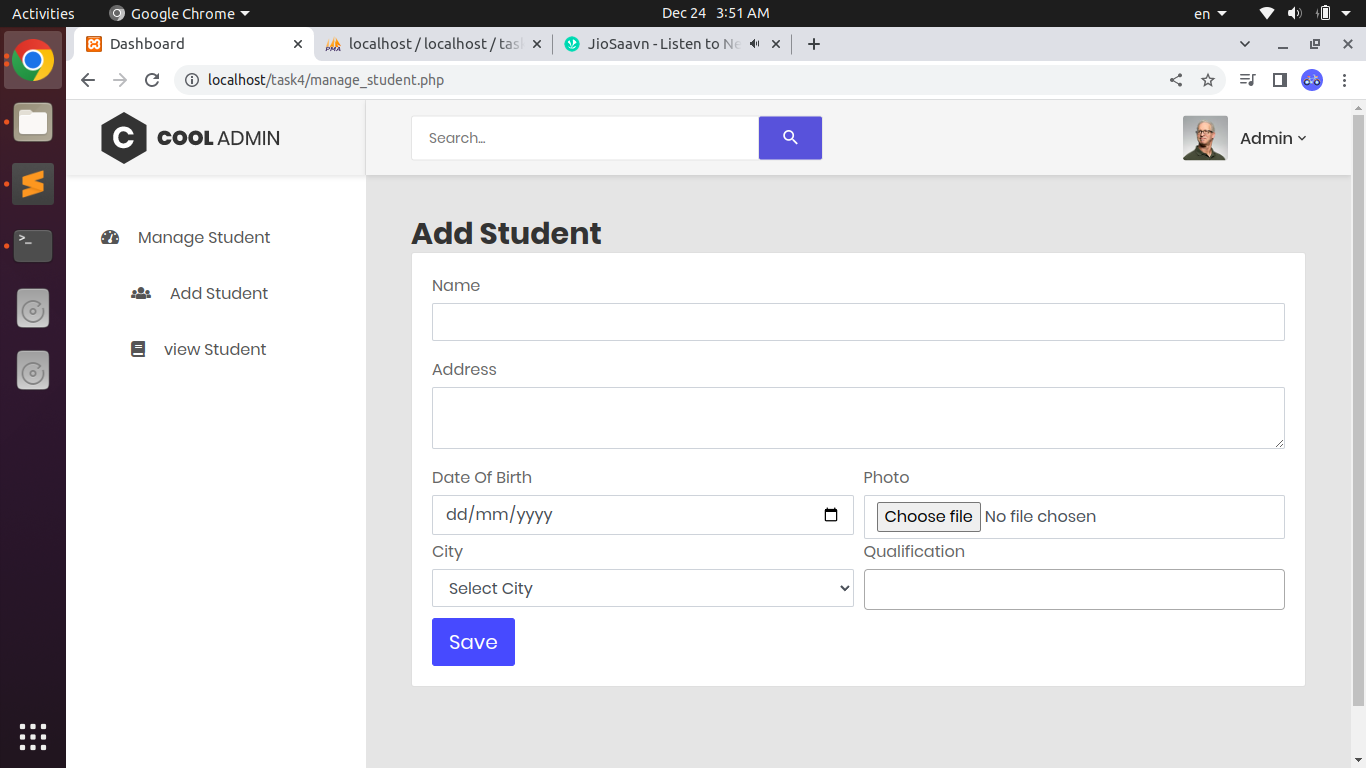 Activities Google Chrome Dec 24 3:51 AM en
Dashboard localhost / localhost / tas JioSaavn - Listen to Ne
localhost/task4/manage_student.php
C COOL ADMIN Search... Admin
Manage Student
Add Student
view Student
Add Student
Name
Address
Date Of Birth Photo
dd/mm/yyyy Choose file No file chosen
City Qualification
Select City
Save